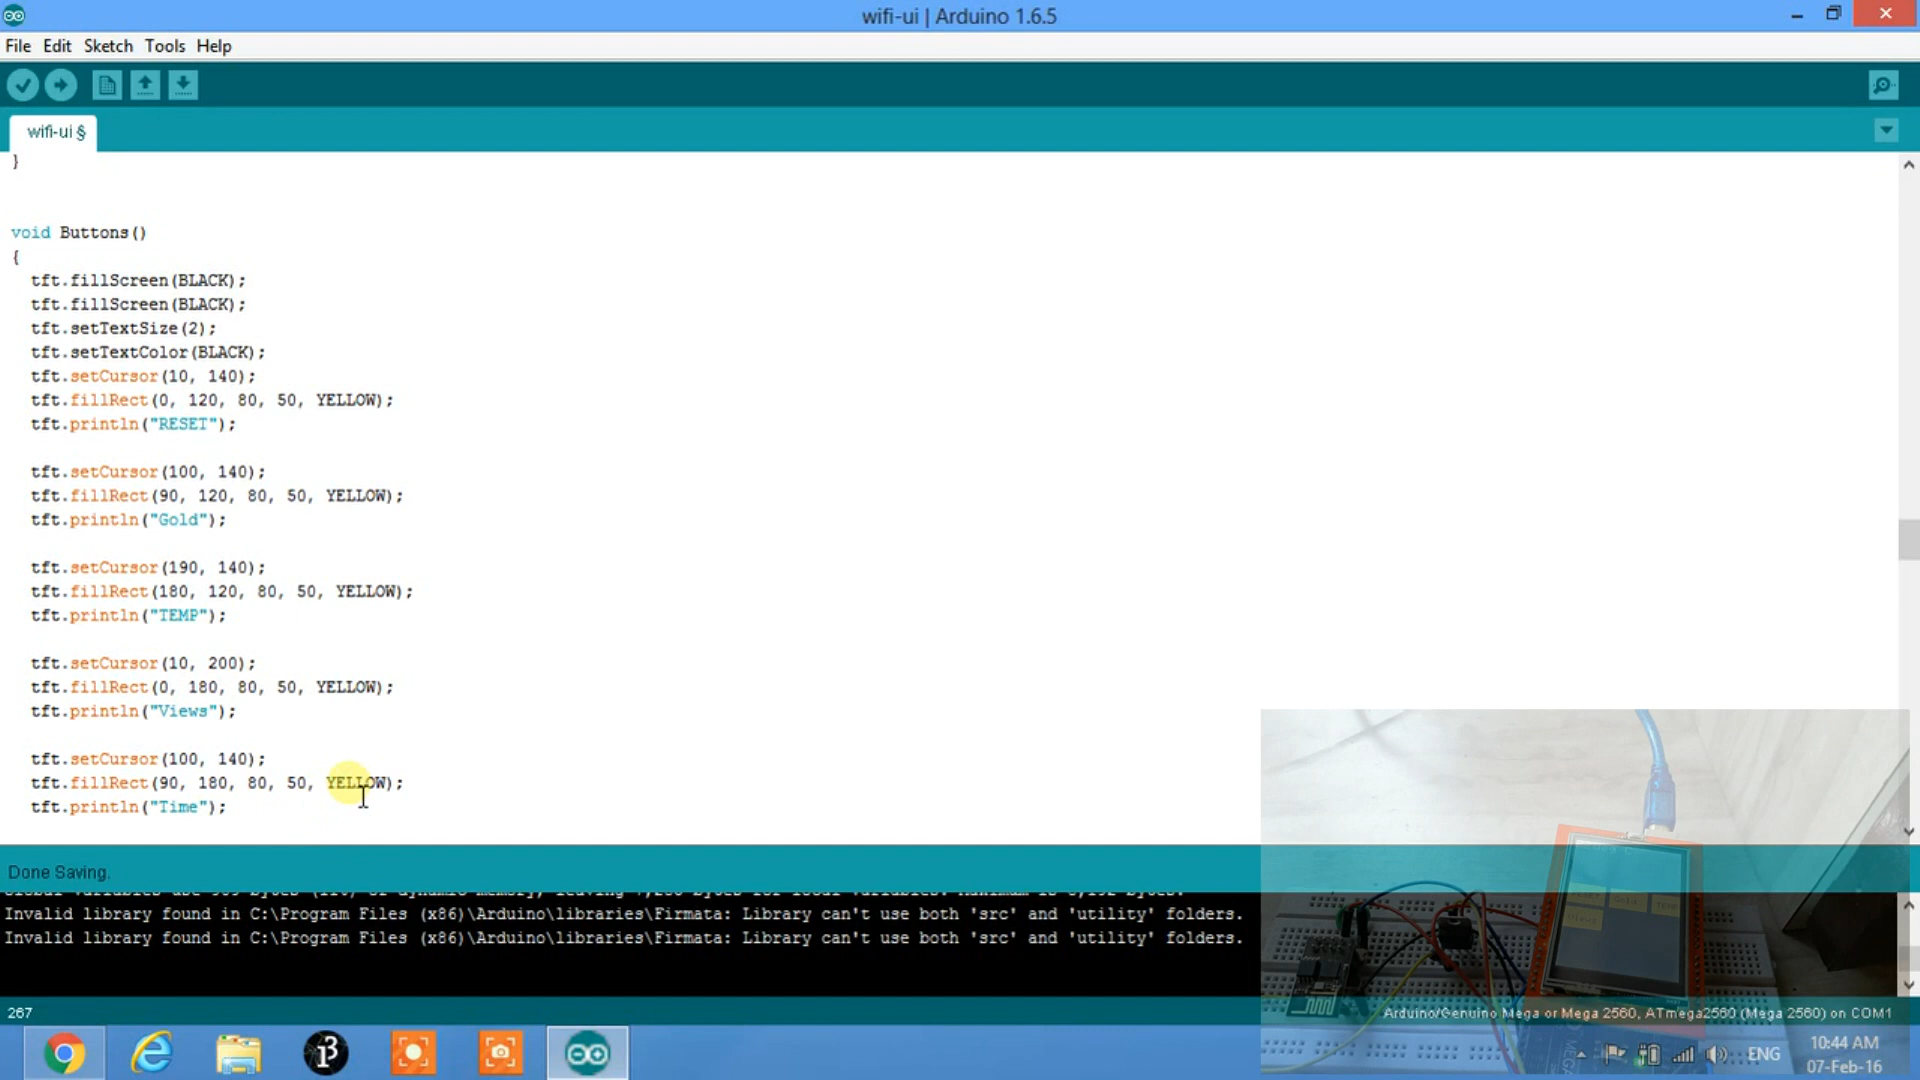 wifi-ui | Arduino 1.6.5
File Edit Sketch Tools Help
wifi-ui §
}
void Buttons()
{
tft.fillScreen(BLACK);
tft.fillScreen(BLACK);
tft.setTextSize(2);
tft.setTextColor(BLACK);
tft.setCursor(10, 140);
tft.fillRect(0, 120, 80, 50, YELLOW);
tft.println("RESET");
tft.setCursor(100, 140);
tft.fillRect(90, 120, 80, 50, YELLOW);
tft.println("Gold");
tft.setCursor(190, 140);
tft.fillRect(180, 120, 80, 50, YELLOW);
tft.println("TEMP");
tft.setCursor(10, 200);
tft.fillRect(0, 180, 80, 50, YELLOW);
tft.println("Views");
tft.setCursor(100, 140);
tft.fillRect(90, 180, 80, 50, YELLOW);
tft.println("Time");
Done Saving.
Invalid library found in C:\Program Files (x86)\Arduino\libraries\Firmata: Library can't use both 'src' and 'utility' folders.
Invalid library found in C:\Program Files (x86)\Arduino\libraries\Firmata: Library can't use both 'src' and 'utility' folders.
267
Arduino/Genuino Mega or Mega 2560, ATmega2560 (Mega 2560) on COM1
ENG
10:44 AM
07-Feb-16